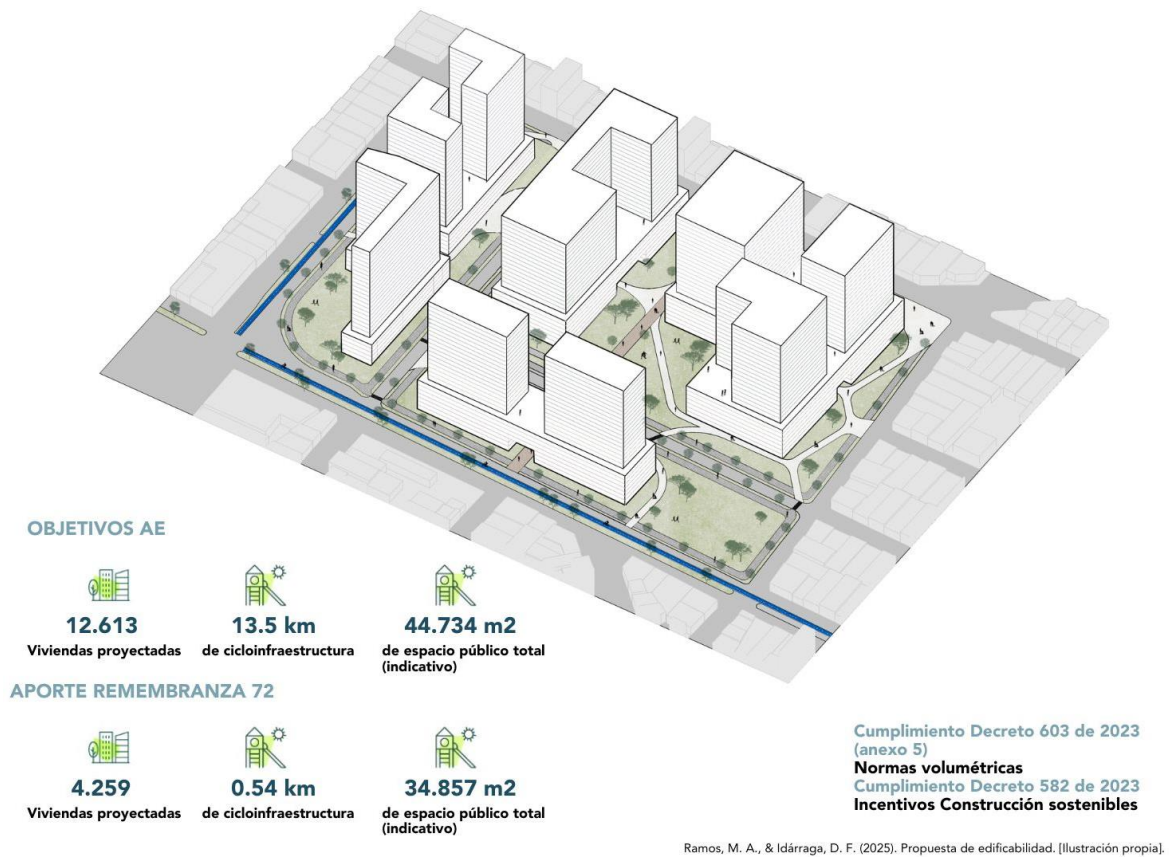 OBJETIVOS AE
12.613
Viviendas proyectadas
13.5 km
de cicloinfraestructura
44.734 m2
de espacio público total
(indicativo)
APORTE REMEMBRANZA 72
4.259
Viviendas proyectadas
0.54 km
de cicloinfraestructura
34.857 m2
de espacio público total
(indicativo)
Cumplimiento Decreto 603 de 2023
(anexo 5)
Normas volumétricas
Cumplimiento Decreto 582 de 2023
Incentivos Construcción sostenibles
Ramos, M. A., & Idárraga, D. F. (2025). Propuesta de edificabilidad. [Ilustración propia].